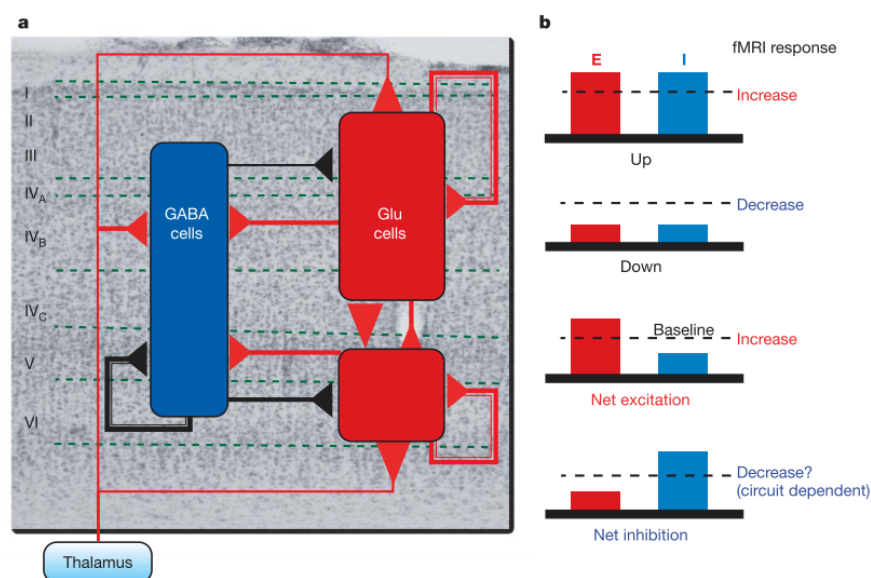 a
I
II
III
IVA
IVB
IVC
V
VI
GABA
cells
Glu
cells
Thalamus
b
fMRI response
E
I
Increase
Up
Decrease
Down
Baseline
Increase
Net excitation
Decrease?
(circuit dependent)
Net inhibition